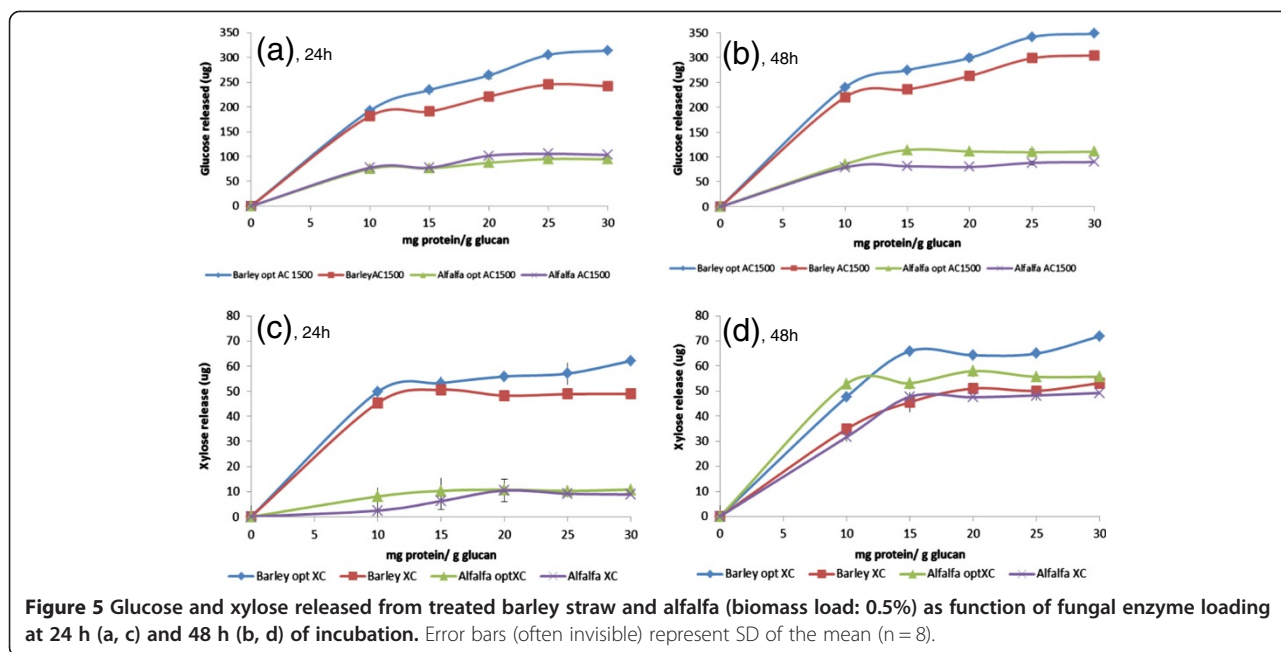 (a), 24h
Glucose released (ug)
350
300
250
200
150
100
50
0
0 5 10 15 20 25 30
mg protein/g glucan
Barley opt AC 1500 BarleyAC1500 Alfalfa opt AC1500 Alfalfa AC1500
(b), 48h
Glucose released (ug)
350
300
250
200
150
100
50
0
0 5 10 15 20 25 30
mg protein/g glucan
Barley opt AC1500 Barley AC1500 Alfalfa opt AC1500 Alfalfa AC1500
(c), 24h
Xylose release (ug)
80
70
60
50
40
30
20
10
0
0 5 10 15 20 25 30
mg protein/ g glucan
Barley opt XC Barley XC Alfalfa optXC Alfalfa XC
(d), 48h
Xylose release (ug)
80
70
60
50
40
30
20
10
0
0 5 10 15 20 25 30
mg protein/ g glucan
Barley opt XC Barley XC Alfalfa opt XC Alfalfa XC
Figure 5 Glucose and xylose released from treated barley straw and alfalfa (biomass load: 0.5%) as function of fungal enzyme loading
at 24 h (a, c) and 48 h (b, d) of incubation. Error bars (often invisible) represent SD of the mean (n = 8).